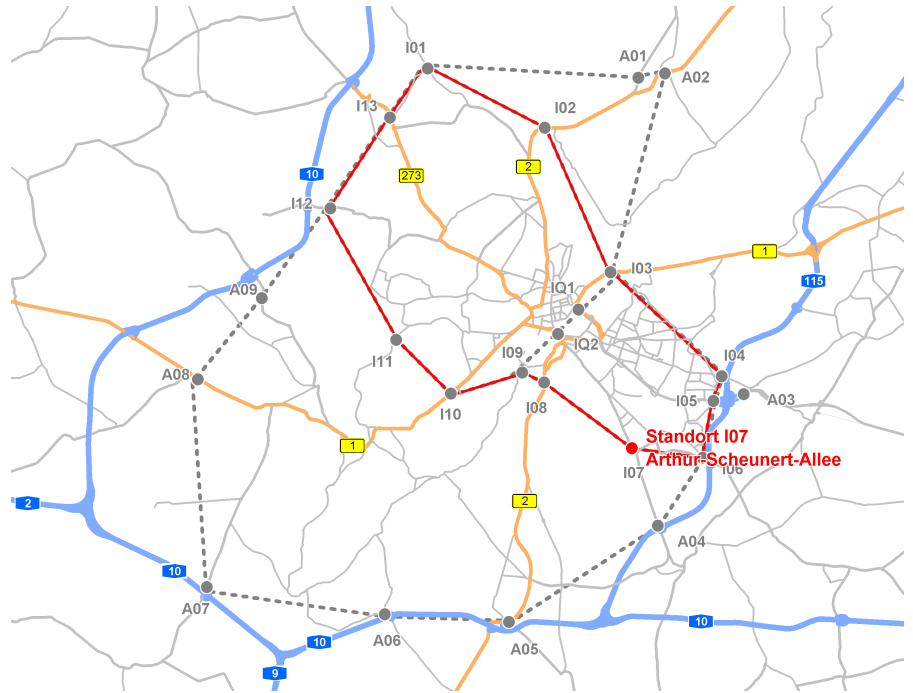 I01
A01
A02
I13
I02
10
273
2
I12
I03
1
115
A09
IQ1
IQ2
I11
I09
I04
A08
I10
I08
I05
A03
1
Standort I07
Arthur-Scheunert-Allee
I07
I06
2
2
A04
10
A07
A06
A05
10
10
9